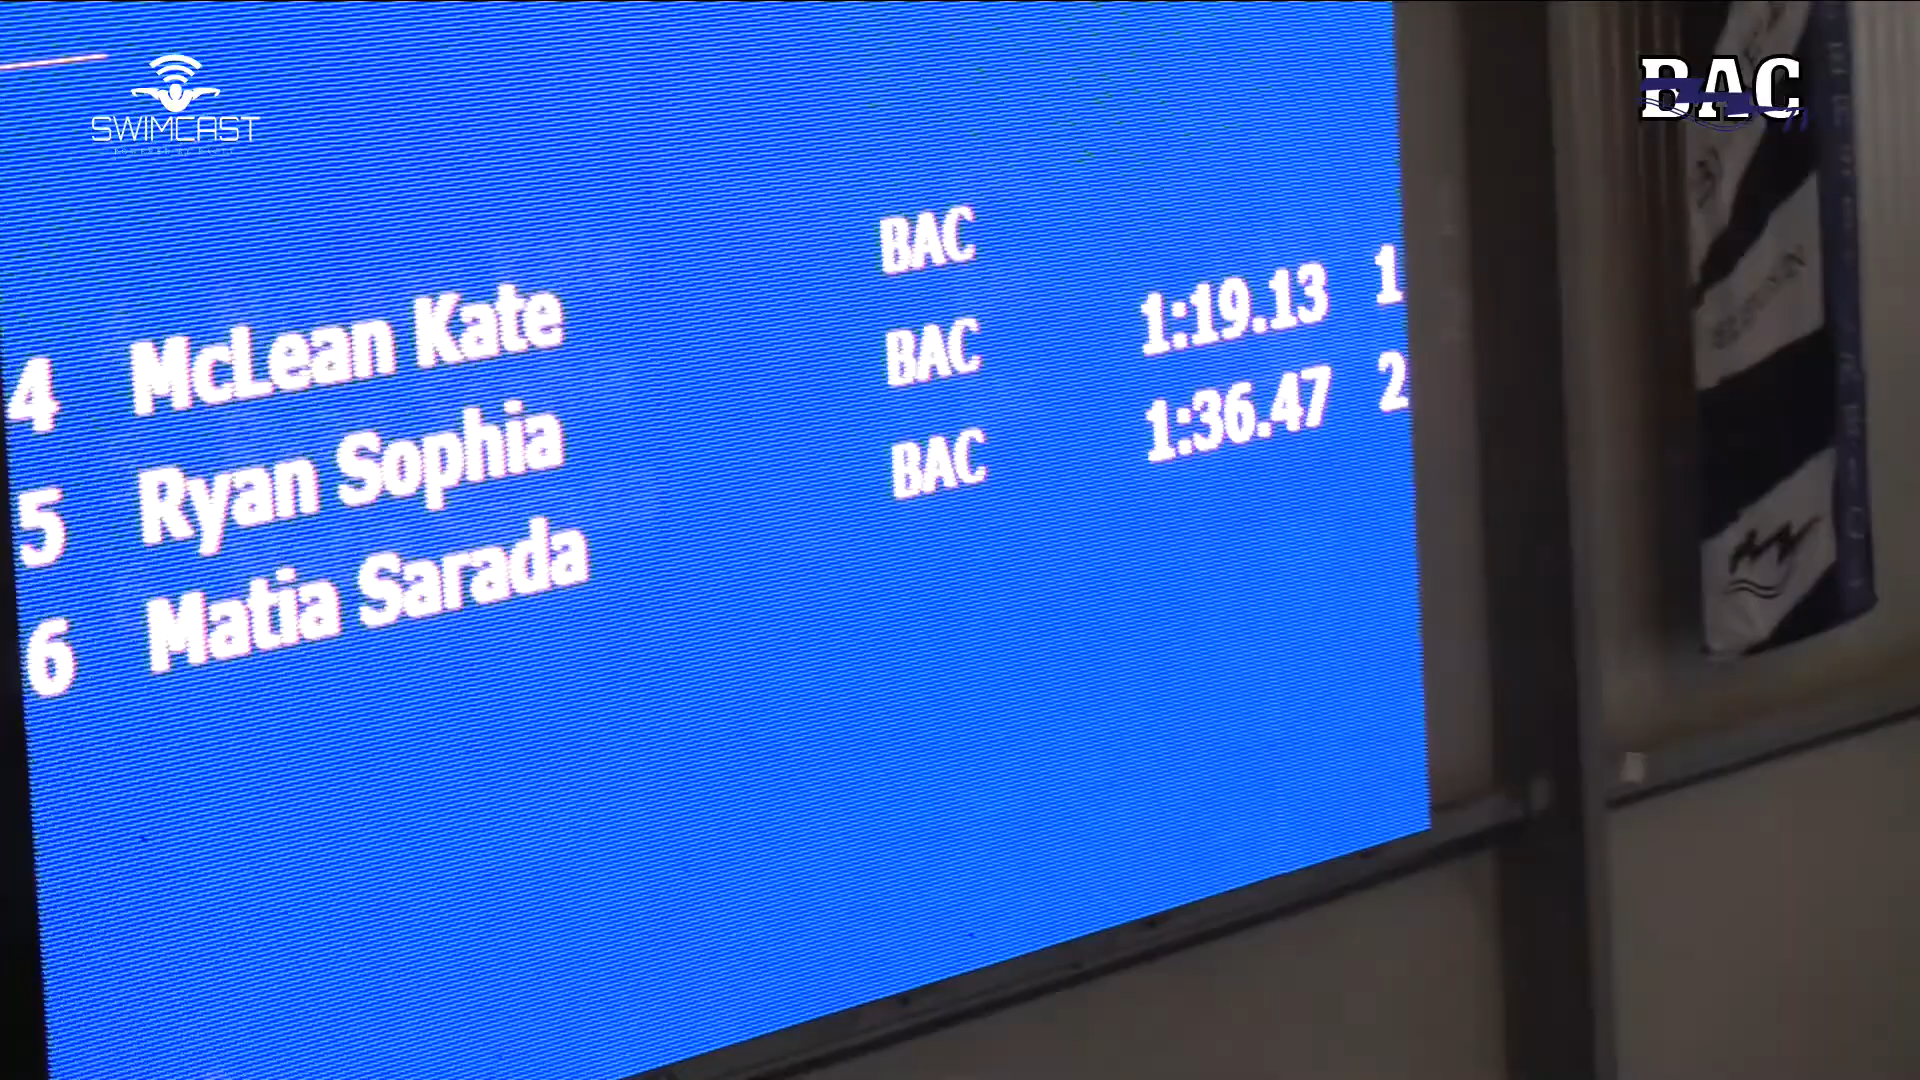 SWIMCAST
BAC
4 McLean Kate BAC
5 Ryan Sophia BAC 1:19.13 1
6 Matia Sarada BAC 1:36.47 2